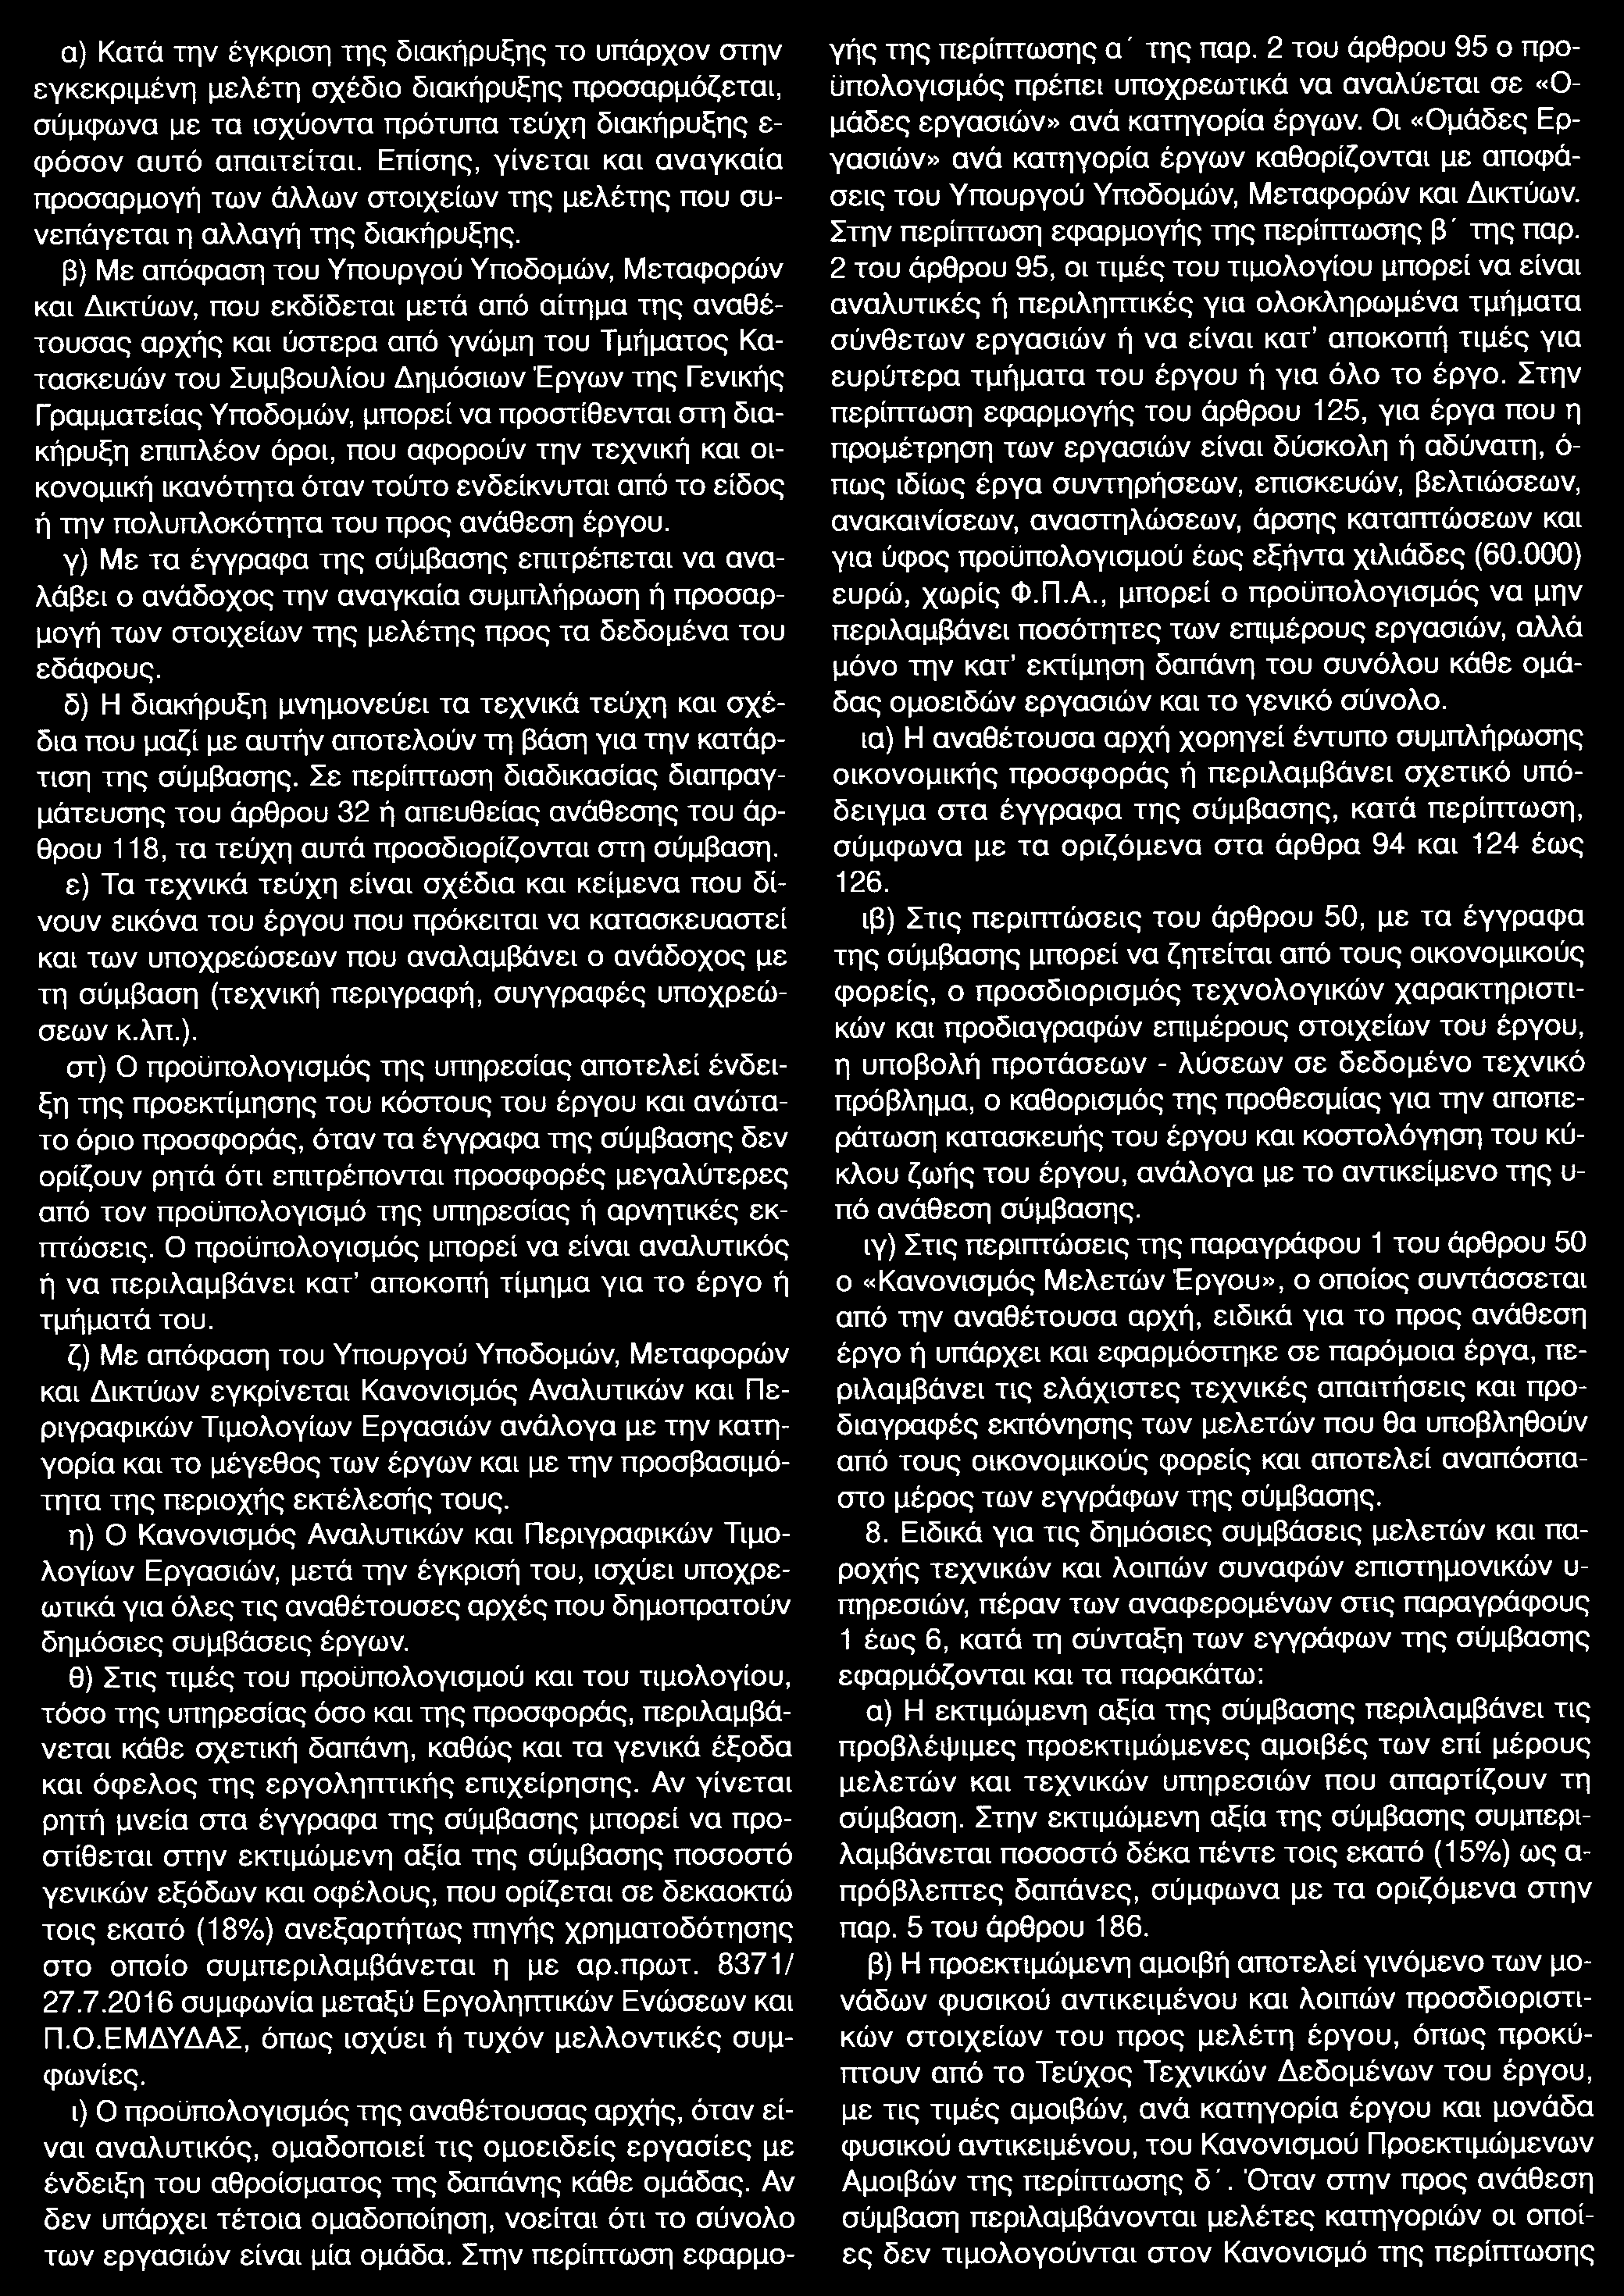 α) Κατά την έγκριση της διακήρυξης το υπάρχον στην
εγκεκριμένη μελέτη σχέδιο διακήρυξης προσαρμόζεται,
σύμφωνα με τα ισχύοντα πρότυπα τεύχη διακήρυξης ε-
φόσον αυτό απαιτείται. Επίσης, γίνεται και αναγκαία
προσαρμογή των άλλων στοιχείων της μελέτης που συ-
νεπάγεται η αλλαγή της διακήρυξης.
β) Με απόφαση του Υπουργού Υποδομών, Μεταφορών
και Δικτύων, που εκδίδεται μετά από αίτημα της αναθέ-
τουσας αρχής και ύστερα από γνώμη του Τμήματος Κα-
τασκευών του Συμβουλίου Δημόσιων Έργων της Γενικής
Γραμματείας Υποδομών, μπορεί να προστίθενται στη δια-
κήρυξη επιπλέον όροι, που αφορούν την τεχνική και οι-
κονομική ικανότητα όταν τούτο ενδείκνυται από το είδος
ή την πολυπλοκότητα του προς ανάθεση έργου.
γ) Με τα έγγραφα της σύμβασης επιτρέπεται να ανα-
λάβει ο ανάδοχος την αναγκαία συμπλήρωση ή προσαρ-
μογή των στοιχείων της μελέτης προς τα δεδομένα του
εδάφους.
δ) Η διακήρυξη μνημονεύει τα τεχνικά τεύχη και σχέ-
δια που μαζί με αυτήν αποτελούν τη βάση για την κατάρ-
τιση της σύμβασης. Σε περίπτωση διαδικασίας διαπραγ-
μάτευσης του άρθρου 32 ή απευθείας ανάθεσης του άρ-
θρου 118, τα τεύχη αυτά προσδιορίζονται στη σύμβαση.
ε) Τα τεχνικά τεύχη είναι σχέδια και κείμενα που δί-
νουν εικόνα του έργου που πρόκειται να κατασκευαστεί
και των υποχρεώσεων που αναλαμβάνει ο ανάδοχος με
τη σύμβαση (τεχνική περιγραφή, συγγραφές υποχρεώ-
σεων κ.λπ.).
στ) Ο προϋπολογισμός της υπηρεσίας αποτελεί ένδει-
ξη της προεκτίμησης του κόστους του έργου και ανώτα-
το όριο προσφοράς, όταν τα έγγραφα της σύμβασης δεν
ορίζουν ρητά ότι επιτρέπονται προσφορές μεγαλύτερες
από τον προϋπολογισμό της υπηρεσίας ή αρνητικές εκ-
πτώσεις. Ο προϋπολογισμός μπορεί να είναι αναλυτικός
ή να περιλαμβάνει κατ’ αποκοπή τίμημα για το έργο ή
τμήματά του.
ζ) Με απόφαση του Υπουργού Υποδομών, Μεταφορών
και Δικτύων εγκρίνεται Κανονισμός Αναλυτικών και Πε-
ριγραφικών Τιμολογίων Εργασιών ανάλογα με την κατη-
γορία και το μέγεθος των έργων και με την προσβασιμό-
τητα της περιοχής εκτέλεσής τους.
η) Ο Κανονισμός Αναλυτικών και Περιγραφικών Τιμο-
λογίων Εργασιών, μετά την έγκρισή του, ισχύει υποχρε-
ωτικά για όλες τις αναθέτουσες αρχές που δημοπρατούν
δημόσιες συμβάσεις έργων.
θ) Στις τιμές του προϋπολογισμού και του τιμολογίου,
τόσο της υπηρεσίας όσο και της προσφοράς, περιλαμβά-
νεται κάθε σχετική δαπάνη, καθώς και τα γενικά έξοδα
και όφελος της εργοληπτικής επιχείρησης. Αν γίνεται
ρητή μνεία στα έγγραφα της σύμβασης μπορεί να προ-
στίθεται στην εκτιμώμενη αξία της σύμβασης ποσοστό
γενικών εξόδων και οφέλους, που ορίζεται σε δεκαοκτώ
τοις εκατό (18%) ανεξαρτήτως πηγής χρηματοδότησης
στο οποίο συμπεριλαμβάνεται η με αρ.πρωτ. 8371/
27.7.2016 συμφωνία μεταξύ Εργοληπτικών Ενώσεων και
Π.Ο.ΕΜΔΥΔΑΣ, όπως ισχύει ή τυχόν μελλοντικές συμ-
φωνίες.
ι) Ο προϋπολογισμός της αναθέτουσας αρχής, όταν εί-
ναι αναλυτικός, ομαδοποιεί τις ομοειδείς εργασίες με
ένδειξη του αθροίσματος της δαπάνης κάθε ομάδας. Αν
δεν υπάρχει τέτοια ομαδοποίηση, νοείται ότι το σύνολο
των εργασιών είναι μία ομάδα. Στην περίπτωση εφαρμο-
γής της περίπτωσης α΄ της παρ. 2 του άρθρου 95 ο προ-
ϋπολογισμός πρέπει υποχρεωτικά να αναλύεται σε «Ο-
μάδες εργασιών» ανά κατηγορία έργων. Οι «Ομάδες Ερ-
γασιών» ανά κατηγορία έργων καθορίζονται με αποφά-
σεις του Υπουργού Υποδομών, Μεταφορών και Δικτύων.
Στην περίπτωση εφαρμογής της περίπτωσης β΄ της παρ.
2 του άρθρου 95, οι τιμές του τιμολογίου μπορεί να είναι
αναλυτικές ή περιληπτικές για ολοκληρωμένα τμήματα
σύνθετων εργασιών ή να είναι κατ’ αποκοπή τιμές για
ευρύτερα τμήματα του έργου ή για όλο το έργο. Στην
περίπτωση εφαρμογής του άρθρου 125, για έργα που η
προμέτρηση των εργασιών είναι δύσκολη ή αδύνατη, ό-
πως ιδίως έργα συντηρήσεων, επισκευών, βελτιώσεων,
ανακαινίσεων, αναστηλώσεων, άρσης καταπτώσεων και
για ύφος προϋπολογισμού έως εξήντα χιλιάδες (60.000)
ευρώ, χωρίς Φ.Π.Α., μπορεί ο προϋπολογισμός να μην
περιλαμβάνει ποσότητες των επιμέρους εργασιών, αλλά
μόνο την κατ’ εκτίμηση δαπάνη του συνόλου κάθε ομά-
δας ομοειδών εργασιών και το γενικό σύνολο.
ια) Η αναθέτουσα αρχή χορηγεί έντυπο συμπλήρωσης
οικονομικής προσφοράς ή περιλαμβάνει σχετικό υπό-
δειγμα στα έγγραφα της σύμβασης, κατά περίπτωση,
σύμφωνα με τα οριζόμενα στα άρθρα 94 και 124 έως
126.
ιβ) Στις περιπτώσεις του άρθρου 50, με τα έγγραφα
της σύμβασης μπορεί να ζητείται από τους οικονομικούς
φορείς, ο προσδιορισμός τεχνολογικών χαρακτηριστι-
κών και προδιαγραφών επιμέρους στοιχείων του έργου,
η υποβολή προτάσεων - λύσεων σε δεδομένο τεχνικό
πρόβλημα, ο καθορισμός της προθεσμίας για την αποπε-
ράτωση κατασκευής του έργου και κοστολόγηση του κύ-
κλου ζωής του έργου, ανάλογα με το αντικείμενο της υ-
πό ανάθεση σύμβασης.
ιγ) Στις περιπτώσεις της παραγράφου 1 του άρθρου 50
ο «Κανονισμός Μελετών Έργου», ο οποίος συντάσσεται
από την αναθέτουσα αρχή, ειδικά για το προς ανάθεση
έργο ή υπάρχει και εφαρμόστηκε σε παρόμοια έργα, πε-
ριλαμβάνει τις ελάχιστες τεχνικές απαιτήσεις και προ-
διαγραφές εκπόνησης των μελετών που θα υποβληθούν
από τους οικονομικούς φορείς και αποτελεί αναπόσπα-
στο μέρος των εγγράφων της σύμβασης.
8. Ειδικά για τις δημόσιες συμβάσεις μελετών και πα-
ροχής τεχνικών και λοιπών συναφών επιστημονικών υ-
πηρεσιών, πέραν των αναφερομένων στις παραγράφους
1 έως 6, κατά τη σύνταξη των εγγράφων της σύμβασης
εφαρμόζονται και τα παρακάτω:
α) Η εκτιμώμενη αξία της σύμβασης περιλαμβάνει τις
προβλέψιμες προεκτιμώμενες αμοιβές των επί μέρους
μελετών και τεχνικών υπηρεσιών που απαρτίζουν τη
σύμβαση. Στην εκτιμώμενη αξία της σύμβασης συμπερι-
λαμβάνεται ποσοστό δέκα πέντε τοις εκατό (15%) ως α-
πρόβλεπτες δαπάνες, σύμφωνα με τα οριζόμενα στην
παρ. 5 του άρθρου 186.
β) Η προεκτιμώμενη αμοιβή αποτελεί γινόμενο των μο-
νάδων φυσικού αντικειμένου και λοιπών προσδιοριστι-
κών στοιχείων του προς μελέτη έργου, όπως προκύ-
πτουν από το Τεύχος Τεχνικών Δεδομένων του έργου,
με τις τιμές αμοιβών, ανά κατηγορία έργου και μονάδα
φυσικού αντικειμένου, του Κανονισμού Προεκτιμώμενων
Αμοιβών της περίπτωσης δ΄. Όταν στην προς ανάθεση
σύμβαση περιλαμβάνονται μελέτες κατηγοριών οι οποί-
ες δεν τιμολογούνται στον Κανονισμό της περίπτωσης